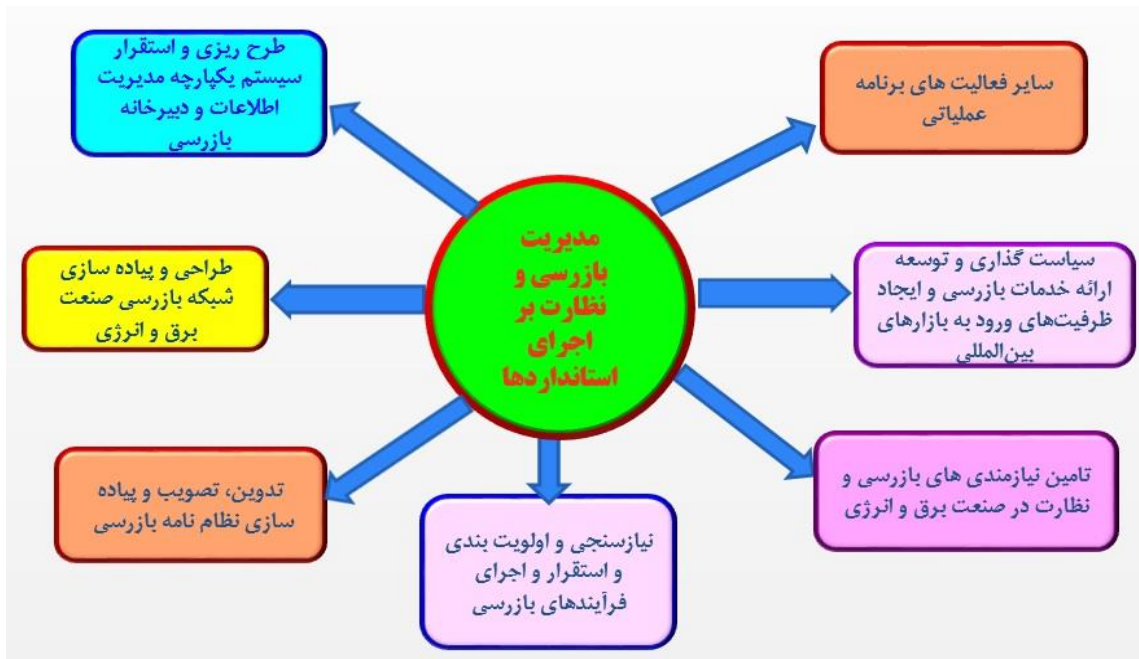 طرح ریزی و استقرار
سیستم یکپارچه مدیریت
اطلاعات و دبیرخانه
بازرسی
سایر فعالیت های برنامه
عملیاتی
مدیریت
بازرسی و
نظارت بر
اجرای
استانداردها
طراحی و پیاده سازی
شبکه بازرسی صنعت
برق و انرژی
سیاست گذاری و توسعه
ارائه خدمات بازرسی و ایجاد
ظرفیت‌های ورود به بازارهای
بین‌المللی
تدوین، تصویب و پیاده
سازی نظام نامه بازرسی
نیازسنجی و اولویت بندی
و استقرار و اجرای
فرآیندهای بازرسی
تامین نیازمندی های بازرسی و
نظارت در صنعت برق و انرژی